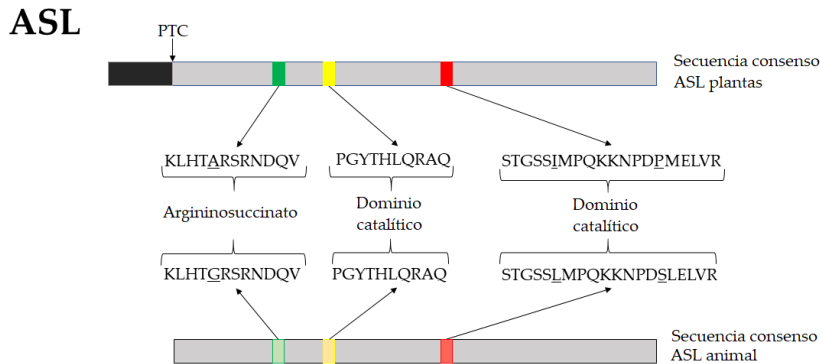 ASL
PTC
Secuencia consenso
ASL plantas
KLHTARSRNDQV
PGYTHLQRAQ
STGSSIMPQKKNPDPMELVR
Argininosuccinato
Dominio
catalítico
Dominio
catalítico
KLHTGRSRNDQV
PGYTHLQRAQ
STGSSLMPQKKNPDSLELVR
Secuencia consenso
ASL animal